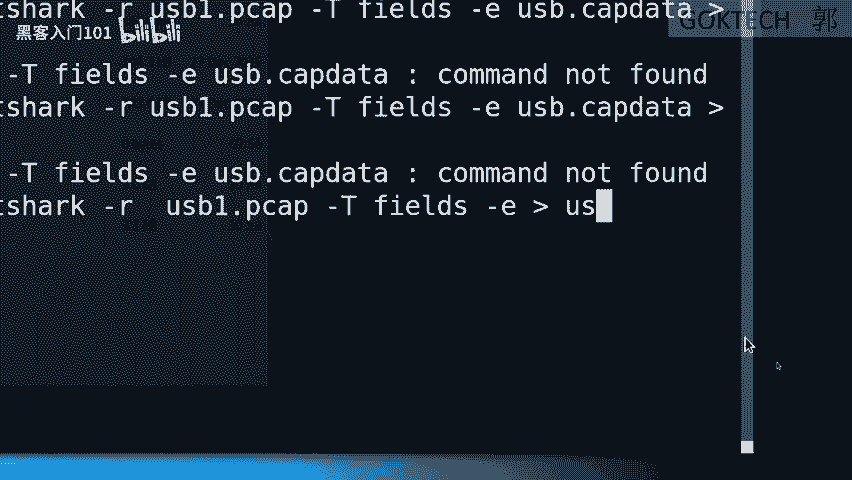 tshark -r usb1.pcap -T fields -e usb.capdata >
GOKTECH 郭
黑客入门101 bilibili
-T fields -e usb.capdata : command not found
tshark -r usb1.pcap -T fields -e usb.capdata >
-T fields -e usb.capdata : command not found
tshark -r  usb1.pcap -T fields -e > us